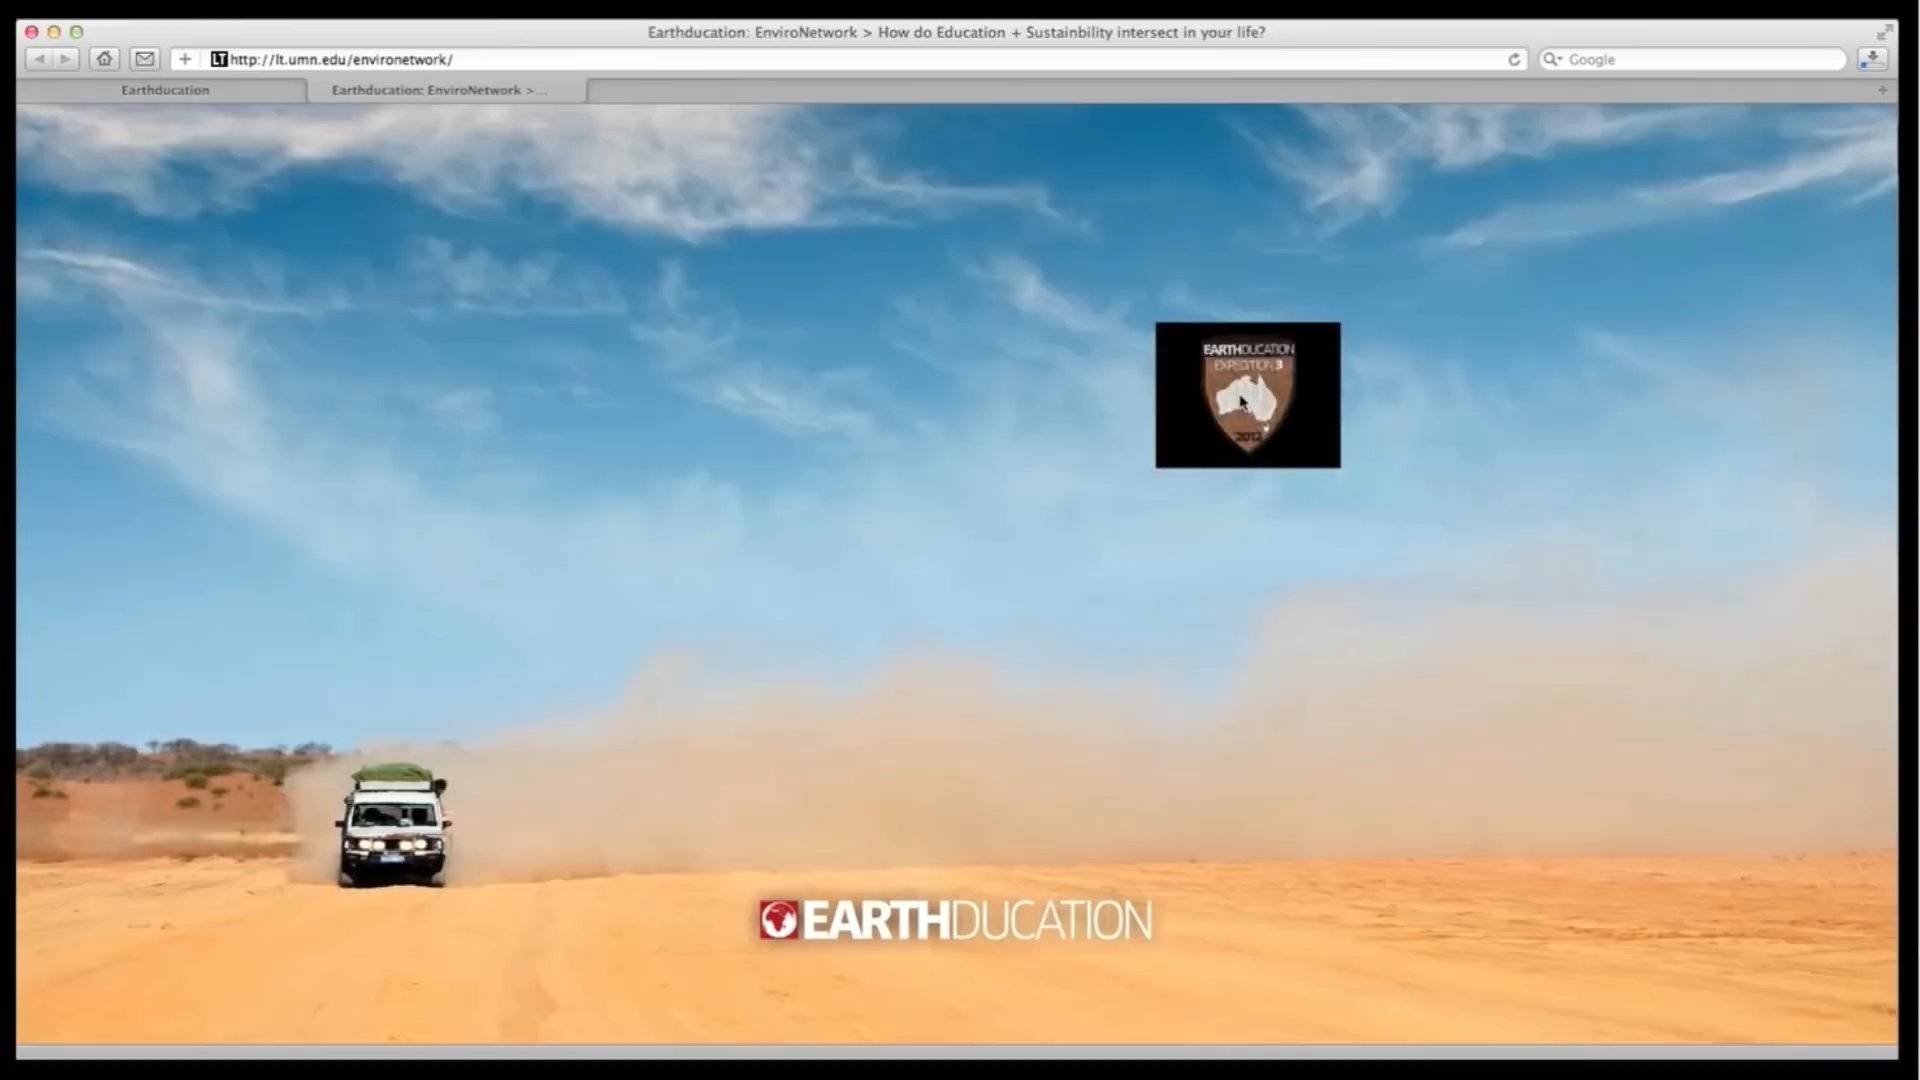 Earthducation: EnviroNetwork > How do Education + Sustainbility intersect in your life?
LT http://lt.umn.edu/environetwork/
Google
Earthducation
Earthducation: EnviroNetwork >...
EARTHDUCATION
EXPEDITION 3
2012
EARTHDUCATION